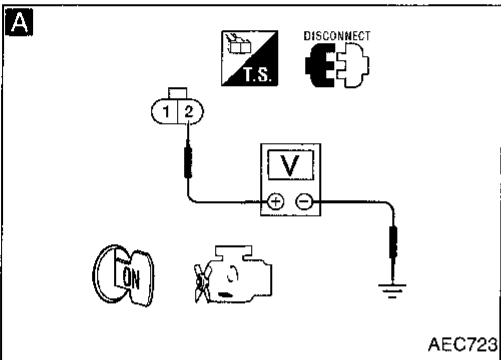 A
T.S.
DISCONNECT
1 2
V
+ −
ON
AEC723